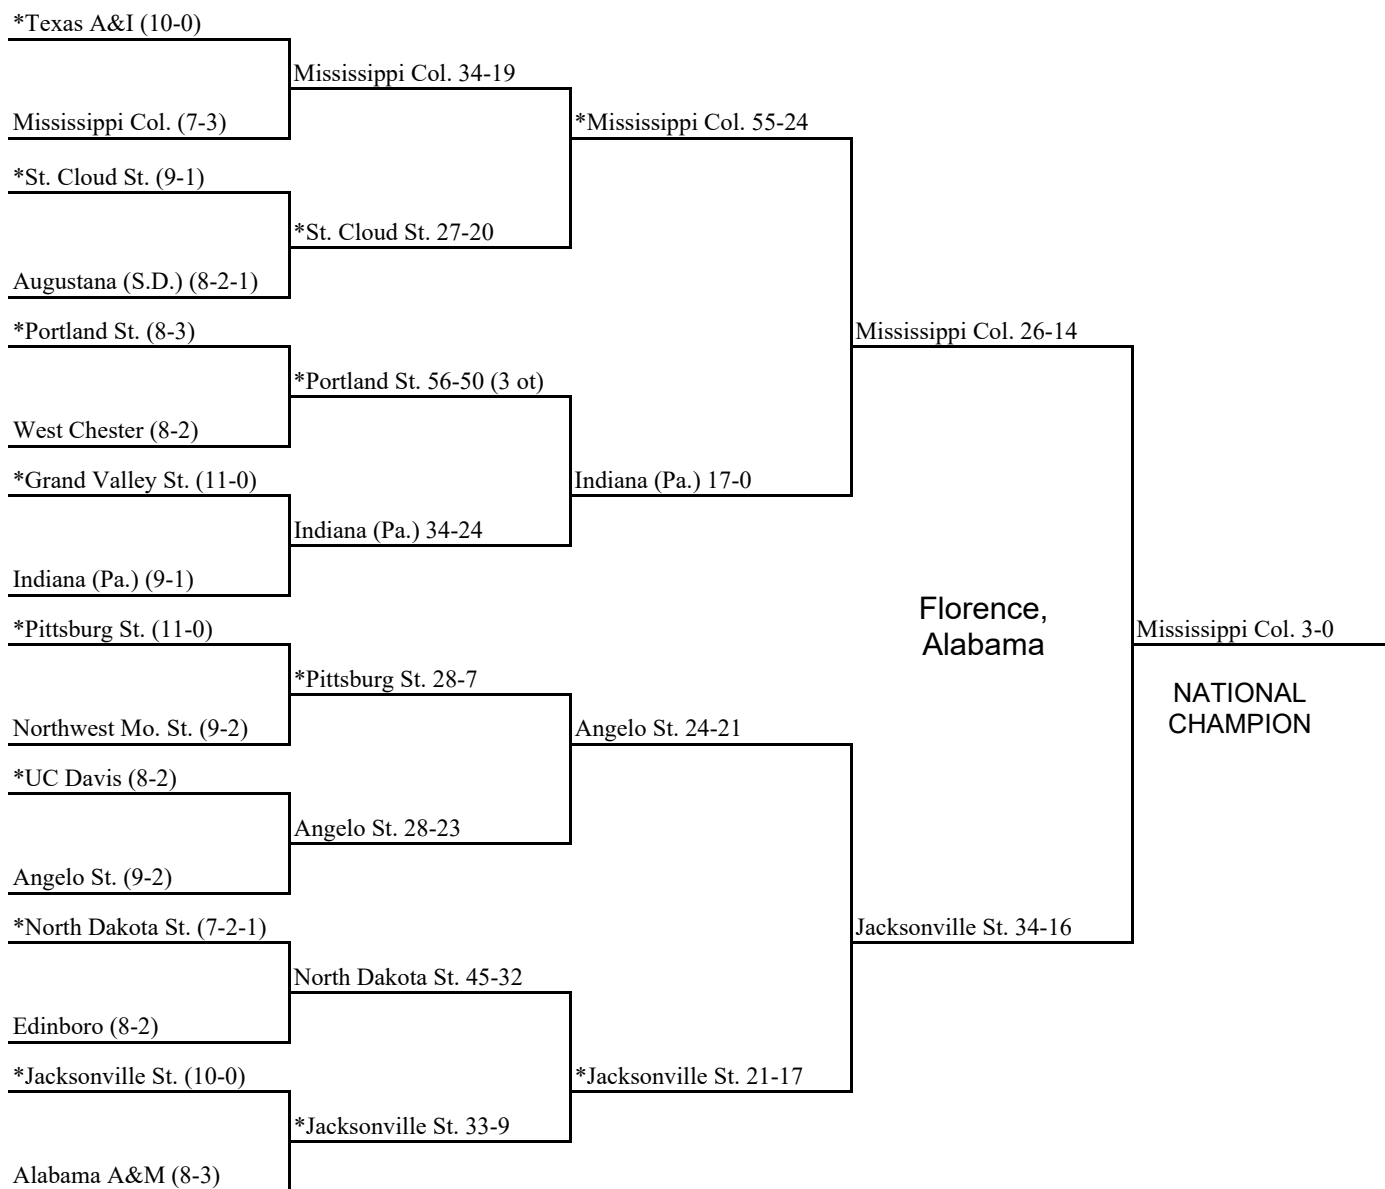 *Texas A&I (10-0)
Mississippi Col. 34-19
Mississippi Col. (7-3)
*Mississippi Col. 55-24
*St. Cloud St. (9-1)
*St. Cloud St. 27-20
Augustana (S.D.) (8-2-1)
*Portland St. (8-3)
Mississippi Col. 26-14
*Portland St. 56-50 (3 ot)
West Chester (8-2)
*Grand Valley St. (11-0)
Indiana (Pa.) 17-0
Indiana (Pa.) 34-24
Indiana (Pa.) (9-1)
Florence,
Alabama
*Pittsburg St. (11-0)
Mississippi Col. 3-0
*Pittsburg St. 28-7
NATIONAL
CHAMPION
Northwest Mo. St. (9-2)
Angelo St. 24-21
*UC Davis (8-2)
Angelo St. 28-23
Angelo St. (9-2)
*North Dakota St. (7-2-1)
Jacksonville St. 34-16
North Dakota St. 45-32
Edinboro (8-2)
*Jacksonville St. (10-0)
*Jacksonville St. 21-17
*Jacksonville St. 33-9
Alabama A&M (8-3)